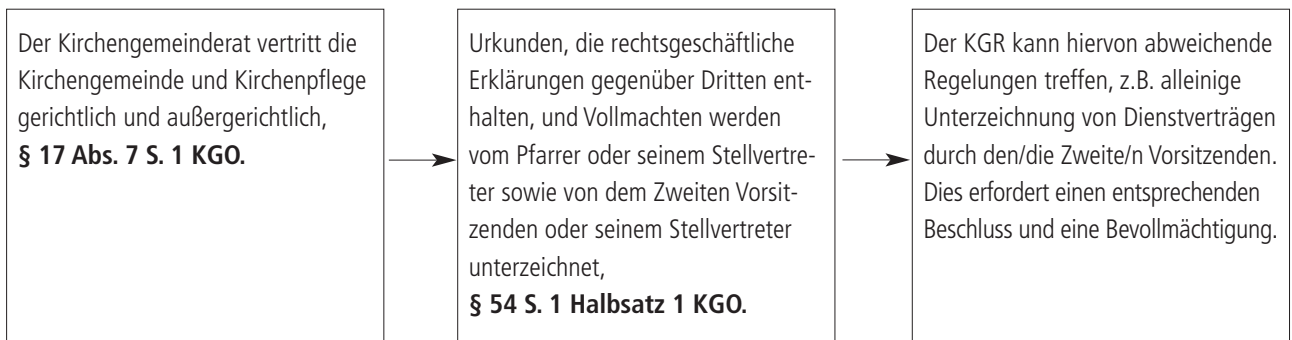 Der Kirchengemeinderat vertritt die
Kirchengemeinde und Kirchenpflege
gerichtlich und außergerichtlich,
§ 17 Abs. 7 S. 1 KGO.
Urkunden, die rechtsgeschäftliche
Erklärungen gegenüber Dritten ent-
halten, und Vollmachten werden
vom Pfarrer oder seinem Stellvertre-
ter sowie von dem Zweiten Vorsit-
zenden oder seinem Stellvertreter
unterzeichnet,
§ 54 S. 1 Halbsatz 1 KGO.
Der KGR kann hiervon abweichende
Regelungen treffen, z.B. alleinige
Unterzeichnung von Dienstverträgen
durch den/die Zweite/n Vorsitzenden.
Dies erfordert einen entsprechenden
Beschluss und eine Bevollmächtigung.